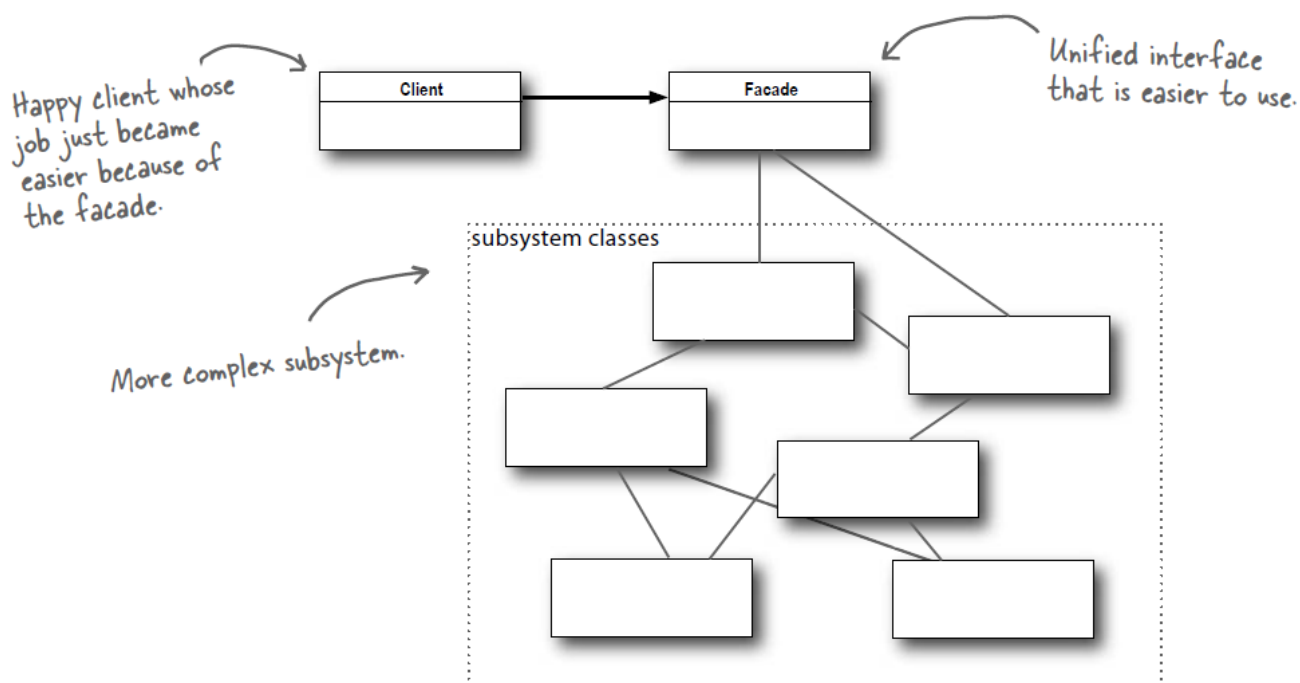 Happy client whose
job just became
easier because of
the facade.
Client
Facade
Unified interface
that is easier to use.
subsystem classes
More complex subsystem.